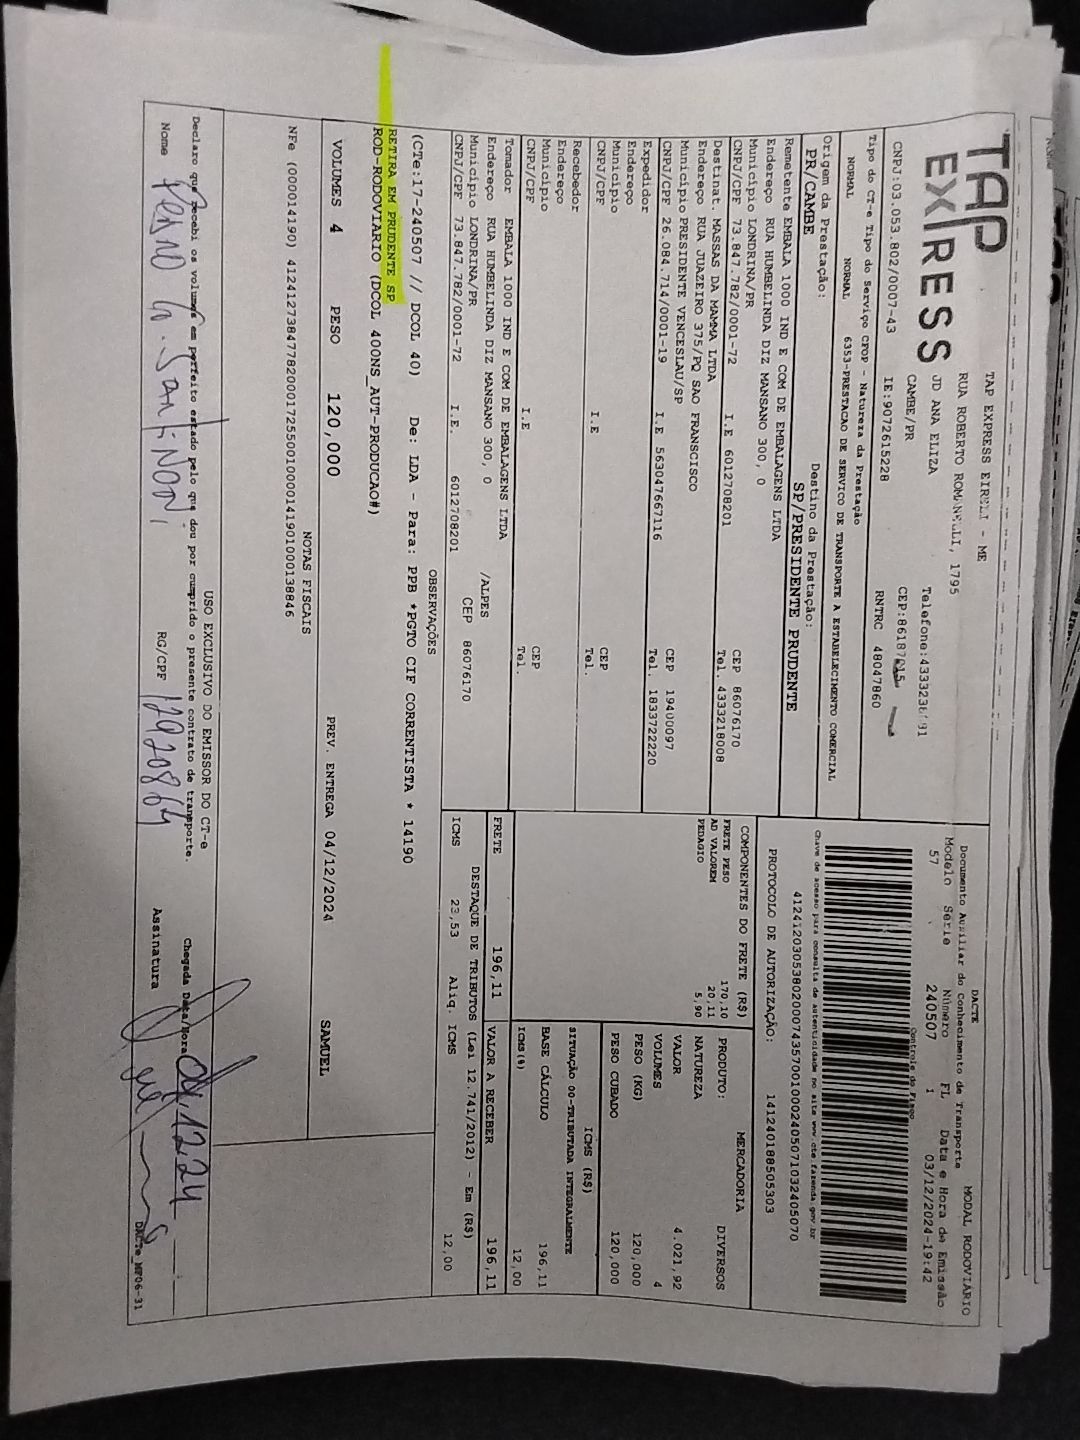 TAP
EXPRESS
TAP EXPRESS EIRELI - ME
RUA ROBERTO ROMANELLI, 1795
JD ANA ELIZA
CAMBE/PR
CEP:86187015
CNPJ:03.053.802/0007-43
IE:9072615228
RNTRC 48047860
DACTE
MODAL RODOVIÁRIO
Documento Auxiliar do Conhecimento de Transporte
Modelo Série Número FL Data e Hora de Emissão
57 240507 1 03/12/2024-19:42
Controle do Fisco
Chave de acesso para consulta de autenticidade no site www.cte.fazenda.gov.br
PROTOCOLO DE AUTORIZAÇÃO: 141240188505303
Tipo do CT-e Tipo do Serviço CFOP - Natureza da Prestação
NORMAL NORMAL 6353-PRESTACAO DE SERVICO DE TRANSPORTE A ESTABELECIMENTO COMERCIAL
Origem da Prestação: Destino da Prestação:
PR/CAMBE SP/PRESIDENTE PRUDENTE
Remetente EMBALA 1000 IND E COM DE EMBALAGENS LTDA
Endereço RUA HUMBELINDA DIZ MANSANO 300, 0
Município LONDRINA/PR CEP 86076170
CNPJ/CPF 73.847.782/0001-72 I.E 6012708201 Tel. 4333218008
Destinat. MASSAS DA MAMMA LTDA
Endereço RUA JUAZEIRO 375/PQ SAO FRANSCISCO
Município PRESIDENTE VENCESLAU/SP CEP 19400097
CNPJ/CPF 26.084.714/0001-19 I.E 563047667116 Tel. 1833722220
Expedidor
Endereço
Município CEP
CNPJ/CPF I.E Tel.
Recebedor
Endereço
Município CEP
CNPJ/CPF I.E Tel.
Tomador EMBALA 1000 IND E COM DE EMBALAGENS LTDA
Endereço RUA HUMBELINDA DIZ MANSANO 300, 0 /ALPES
Município LONDRINA/PR CEP 86076170
CNPJ/CPF 73.847.782/0001-72 I.E. 6012708201
COMPONENTES DO FRETE (R$)
FRETE PESO 170,10
AD VALOREM 20,11
PEDAGIO 5,90
MERCADORIA
PRODUTO: DIVERSOS
NATUREZA
VALOR 4.021,92
VOLUMES 4
PESO (KG) 120,000
PESO CUBADO 120,000
ICMS (R$)
SITUAÇÃO 00-TRIBUTADA INTEGRALMENTE
BASE CÁLCULO 196,11
ICMS(%) 12,00
FRETE 196,11 VALOR A RECEBER 196,11
DESTAQUE DE TRIBUTOS (Lei 12.741/2012) - Em (R$)
ICMS 23,53 Alíq. ICMS 12,00
OBSERVAÇÕES
(CTe:17-240507 // DCOL 40) De: LDA - Para: PPB *PGTO CIF CORRENTISTA * 14190
RETIRA EM PRUDENTE SP
ROD-RODOVIARIO (DCOL 400NS_AUT-PRODUCAO#)
VOLUMES 4 PESO 120,000 PREV. ENTREGA 04/12/2024 SAMUEL
NOTAS FISCAIS
USO EXCLUSIVO DO EMISSOR DO CT-e
Declaro que recebi os volumes em perfeito estado pelo que dou por cumprido o presente contrato de transporte.
Chegada Data/Hora 04 12 24
Nome RG/CPF Assinatura
DACTe_MP06-31